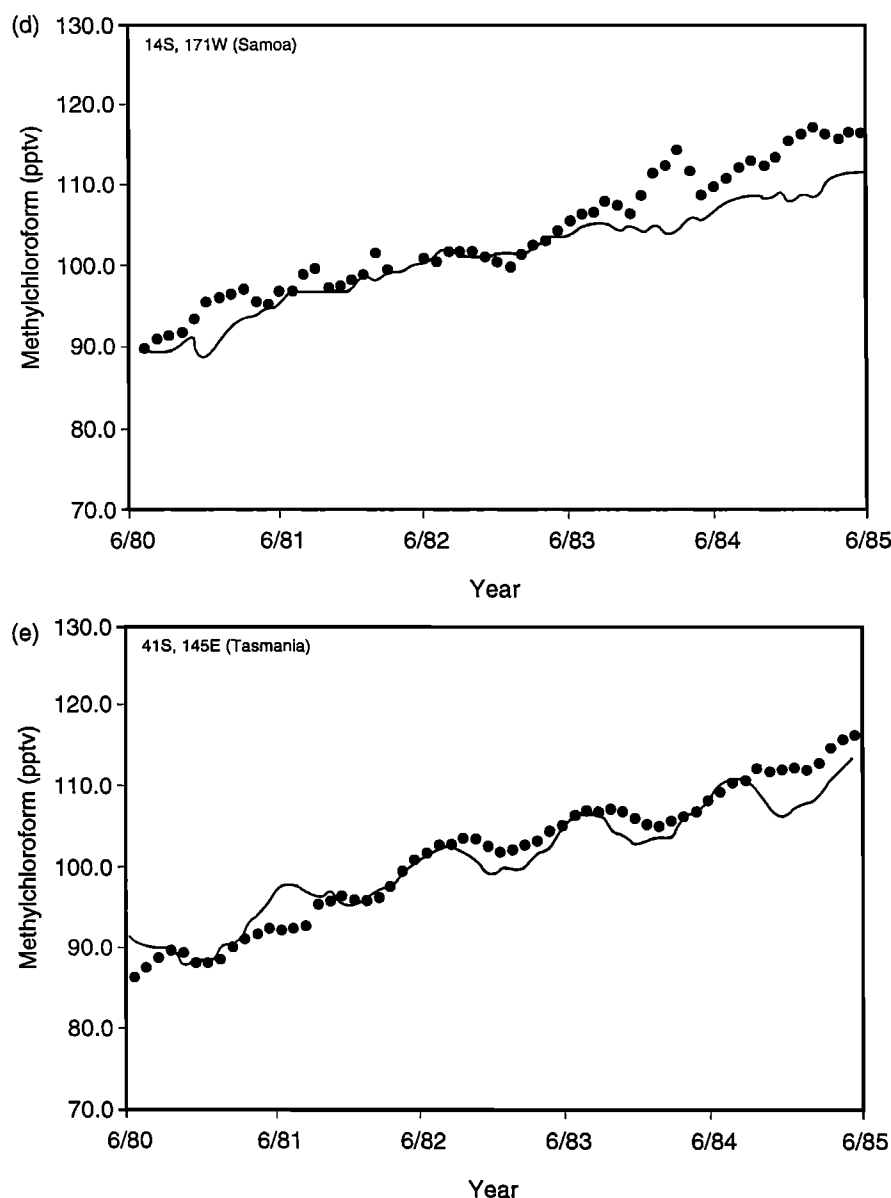 (d)
130.0
14S, 171W (Samoa)
120.0
110.0
100.0
90.0
80.0
70.0
Methylchloroform (pptv)
6/80 6/81 6/82 6/83 6/84 6/85
Year
(e)
130.0
41S, 145E (Tasmania)
120.0
110.0
100.0
90.0
80.0
70.0
Methylchloroform (pptv)
6/80 6/81 6/82 6/83 6/84 6/85
Year